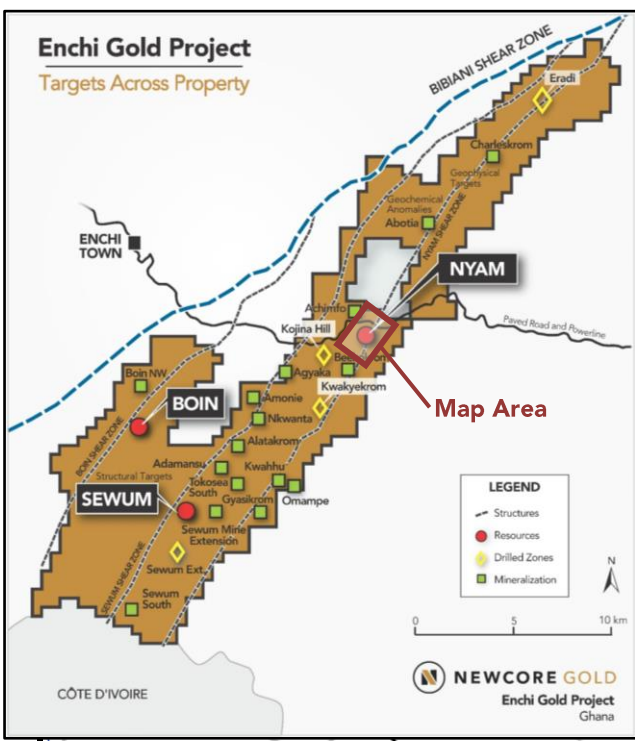 Enchi Gold Project
Targets Across Property
BIBIANI SHEAR ZONE
Eradi
Charleskrom
Geophysical
Targets
Geochemical
Anomalies
Abotia
NYAM SHEAR ZONE
ENCHI
TOWN
NYAM
Achimfo
Kojina Hill
Paved Road and Powerline
Boin NW
Agyaka
Kwakyekrom
BOIN
Amonie
Map Area
Nkwanta
BOIN SHEAR ZONE
Alatakrom
Structural Targets
Adamansu
Kwahhu
Tokosea
South
SEWUM
Gyasikrom
Omampe
Sewum Mirie
Extension
Sewum Ext.
SEWUM SHEAR ZONE
Sewum
South
LEGEND
Structures
Resources
Drilled Zones
Mineralization
N
0 5 10 km
CÔTE D'IVOIRE
N NEWCORE GOLD
Enchi Gold Project
Ghana